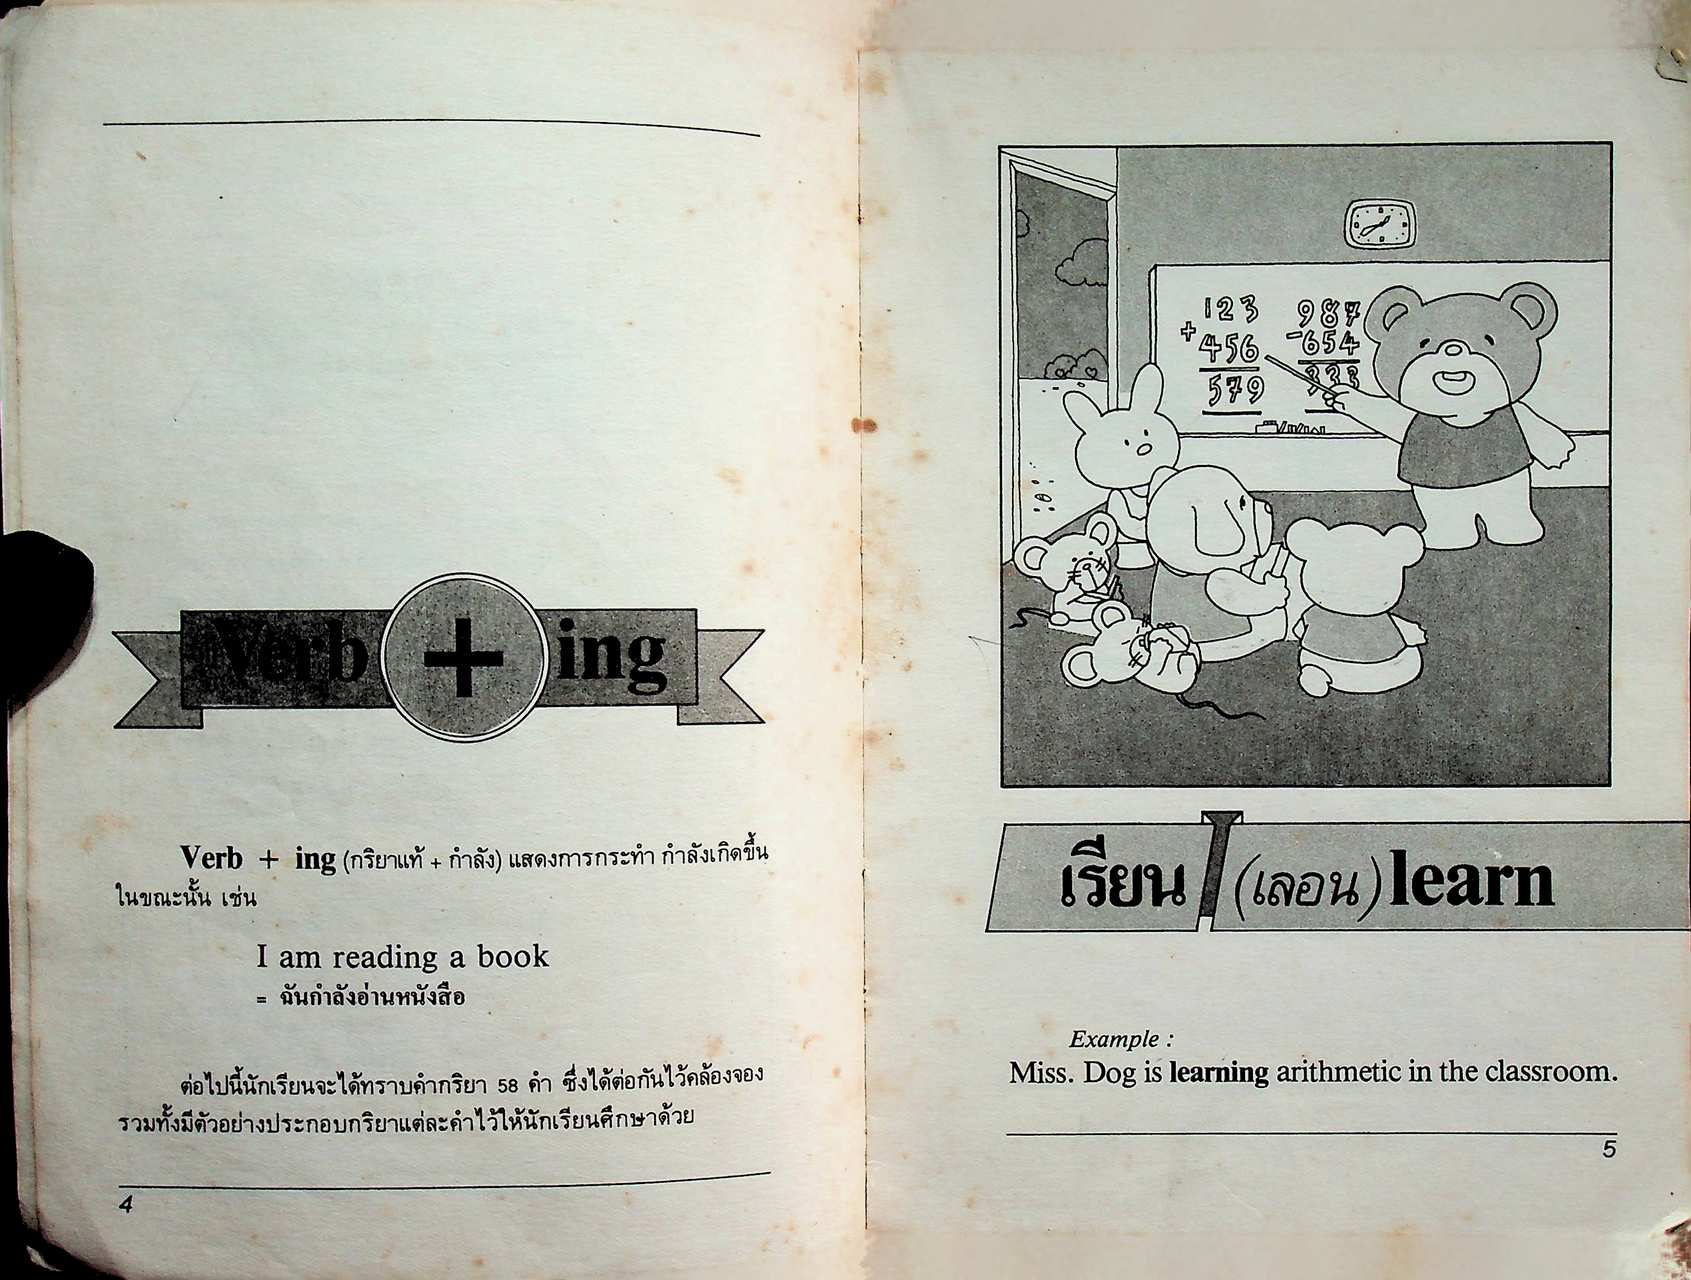 Verb + ing
Verb + ing (กริยาแท้ + กำลัง) แสดงการกระทำ กำลังเกิดขึ้น
ในขณะนั้น เช่น
I am reading a book
= ฉันกำลังอ่านหนังสือ
ต่อไปนี้นักเรียนจะได้ทราบคำกริยา 58 คำ ซึ่งได้ต่อกันไว้คล้องจอง
รวมทั้งมีตัวอย่างประกอบกริยาแต่ละคำไว้ให้นักเรียนศึกษาด้วย
4
123
+
456
579
987
-654
333
เรียน (เลอน) learn
Example :
Miss. Dog is learning arithmetic in the classroom.
5